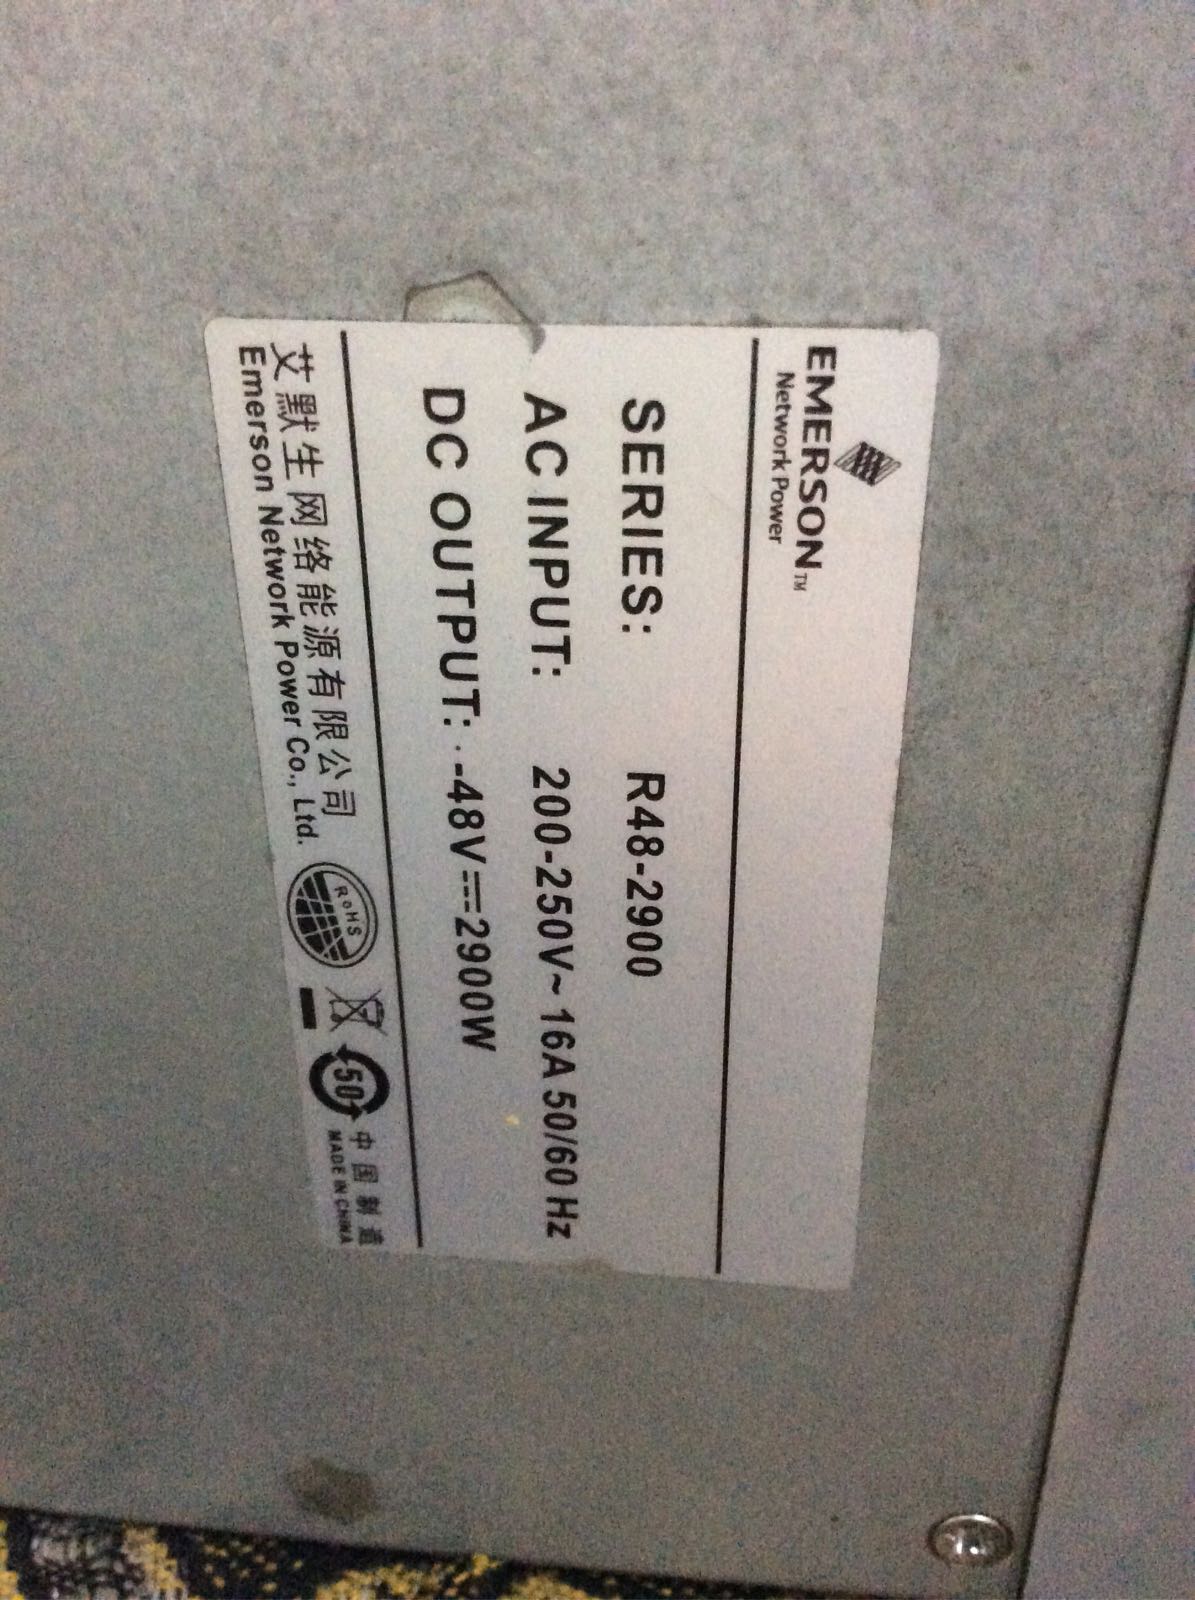 EMERSON™
Network Power
SERIES: R48-2900
AC INPUT: 200-250V~ 16A 50/60 Hz
DC OUTPUT: -48V⎓2900W
艾默生网络能源有限公司
Emerson Network Power Co., Ltd.
RoHS
50
中国制造
MADE IN CHINA